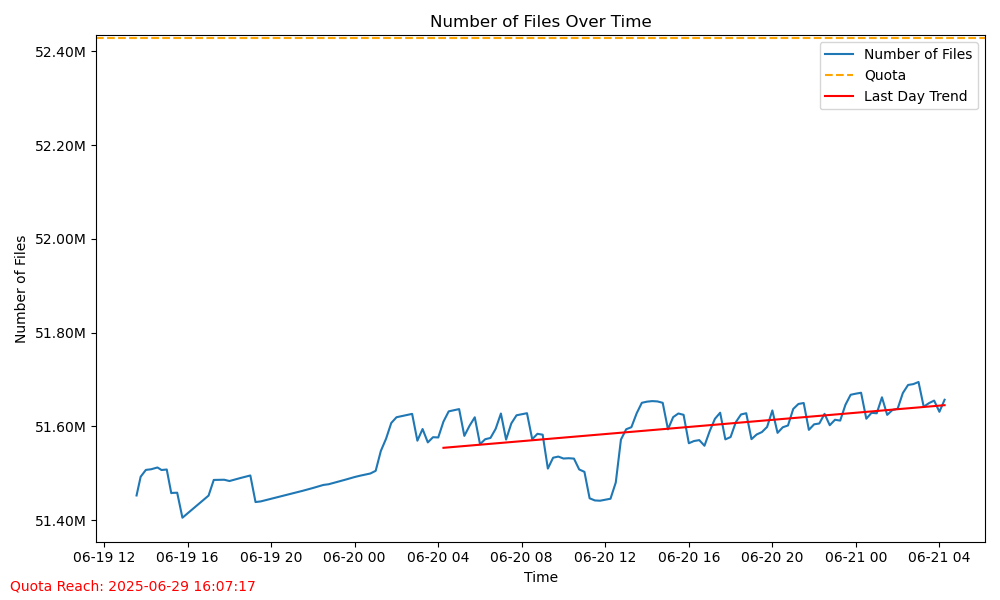 Number of Files Over Time
Number of Files
Quota
Last Day Trend
52.40M
52.20M
52.00M
51.80M
51.60M
51.40M
Number of Files
06-19 12 06-19 16 06-19 20 06-20 00 06-20 04 06-20 08 06-20 12 06-20 16 06-20 20 06-21 00 06-21 04
Time
Quota Reach: 2025-06-29 16:07:17